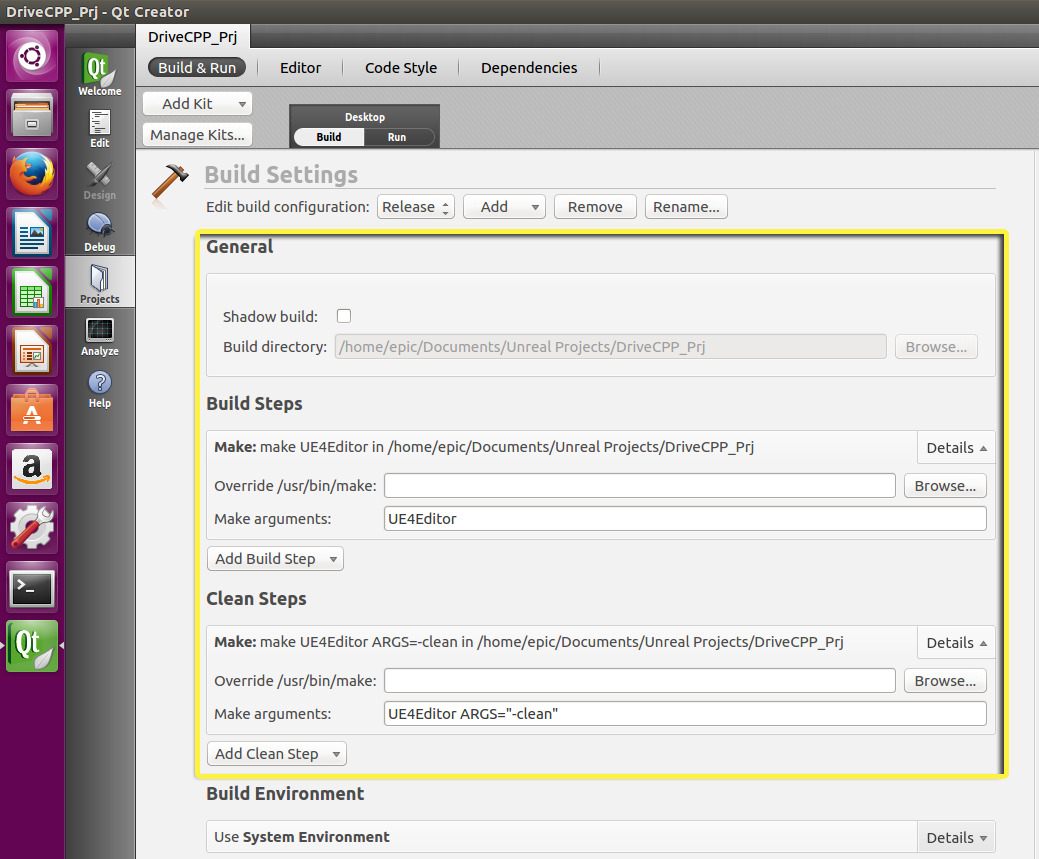 DriveCPP_Prj - Qt Creator
DriveCPP_Prj
Build & Run
Editor
Code Style
Dependencies
Qt
Welcome
Edit
Design
Debug
Projects
Analyze
Help
A
a
>_
Qt
Add Kit
Manage Kits...
Desktop
Build
Run
Build Settings
Edit build configuration:
Release
Add
Remove
Rename...
General
Shadow build:
Build directory:
/home/epic/Documents/Unreal Projects/DriveCPP_Prj
Browse...
Build Steps
Make: make UE4Editor in /home/epic/Documents/Unreal Projects/DriveCPP_Prj
Details
Override /usr/bin/make:
Browse...
Make arguments:
UE4Editor
Add Build Step
Clean Steps
Make: make UE4Editor ARGS=-clean in /home/epic/Documents/Unreal Projects/DriveCPP_Prj
Details
Override /usr/bin/make:
Browse...
Make arguments:
UE4Editor ARGS="-clean"
Add Clean Step
Build Environment
Use System Environment
Details